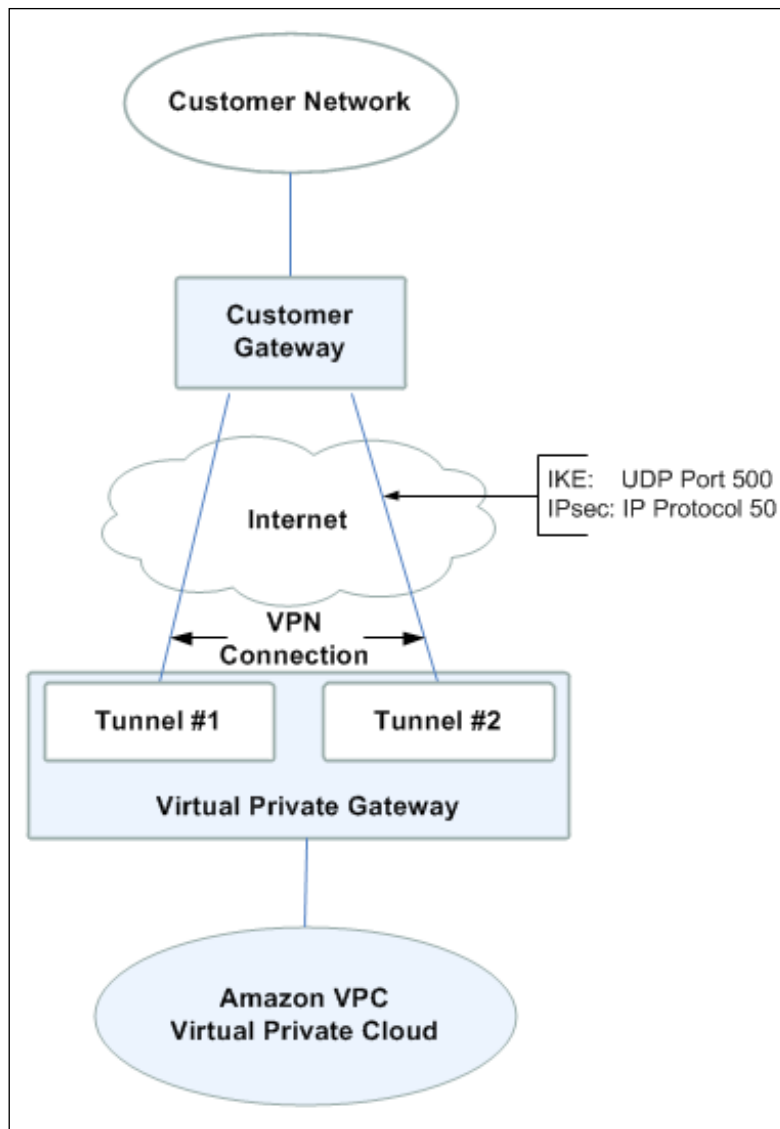 Customer Network
Customer
Gateway
Internet
IKE: UDP Port 500
IPsec: IP Protocol 50
VPN
Connection
Tunnel #1
Tunnel #2
Virtual Private Gateway
Amazon VPC
Virtual Private Cloud